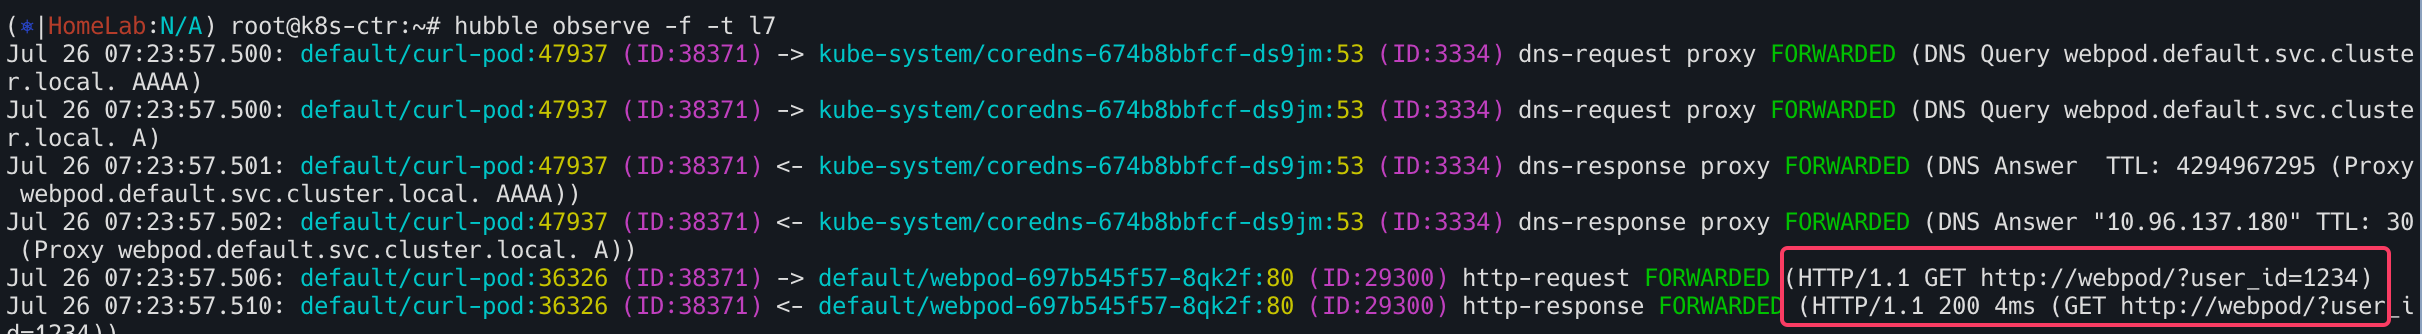 (⎈|HomeLab:N/A) root@k8s-ctr:~# hubble observe -f -t l7
Jul 26 07:23:57.500: default/curl-pod:47937 (ID:38371) -> kube-system/coredns-674b8bbfcf-ds9jm:53 (ID:3334) dns-request proxy FORWARDED (DNS Query webpod.default.svc.cluste
r.local. AAAA)
Jul 26 07:23:57.500: default/curl-pod:47937 (ID:38371) -> kube-system/coredns-674b8bbfcf-ds9jm:53 (ID:3334) dns-request proxy FORWARDED (DNS Query webpod.default.svc.cluste
r.local. A)
Jul 26 07:23:57.501: default/curl-pod:47937 (ID:38371) <- kube-system/coredns-674b8bbfcf-ds9jm:53 (ID:3334) dns-response proxy FORWARDED (DNS Answer  TTL: 4294967295 (Proxy
 webpod.default.svc.cluster.local. AAAA))
Jul 26 07:23:57.502: default/curl-pod:47937 (ID:38371) <- kube-system/coredns-674b8bbfcf-ds9jm:53 (ID:3334) dns-response proxy FORWARDED (DNS Answer "10.96.137.180" TTL: 30
 (Proxy webpod.default.svc.cluster.local. A))
Jul 26 07:23:57.506: default/curl-pod:36326 (ID:38371) -> default/webpod-697b545f57-8qk2f:80 (ID:29300) http-request FORWARDED (HTTP/1.1 GET http://webpod/?user_id=1234)
Jul 26 07:23:57.510: default/curl-pod:36326 (ID:38371) <- default/webpod-697b545f57-8qk2f:80 (ID:29300) http-response FORWARDED (HTTP/1.1 200 4ms (GET http://webpod/?user_i
d=1234))